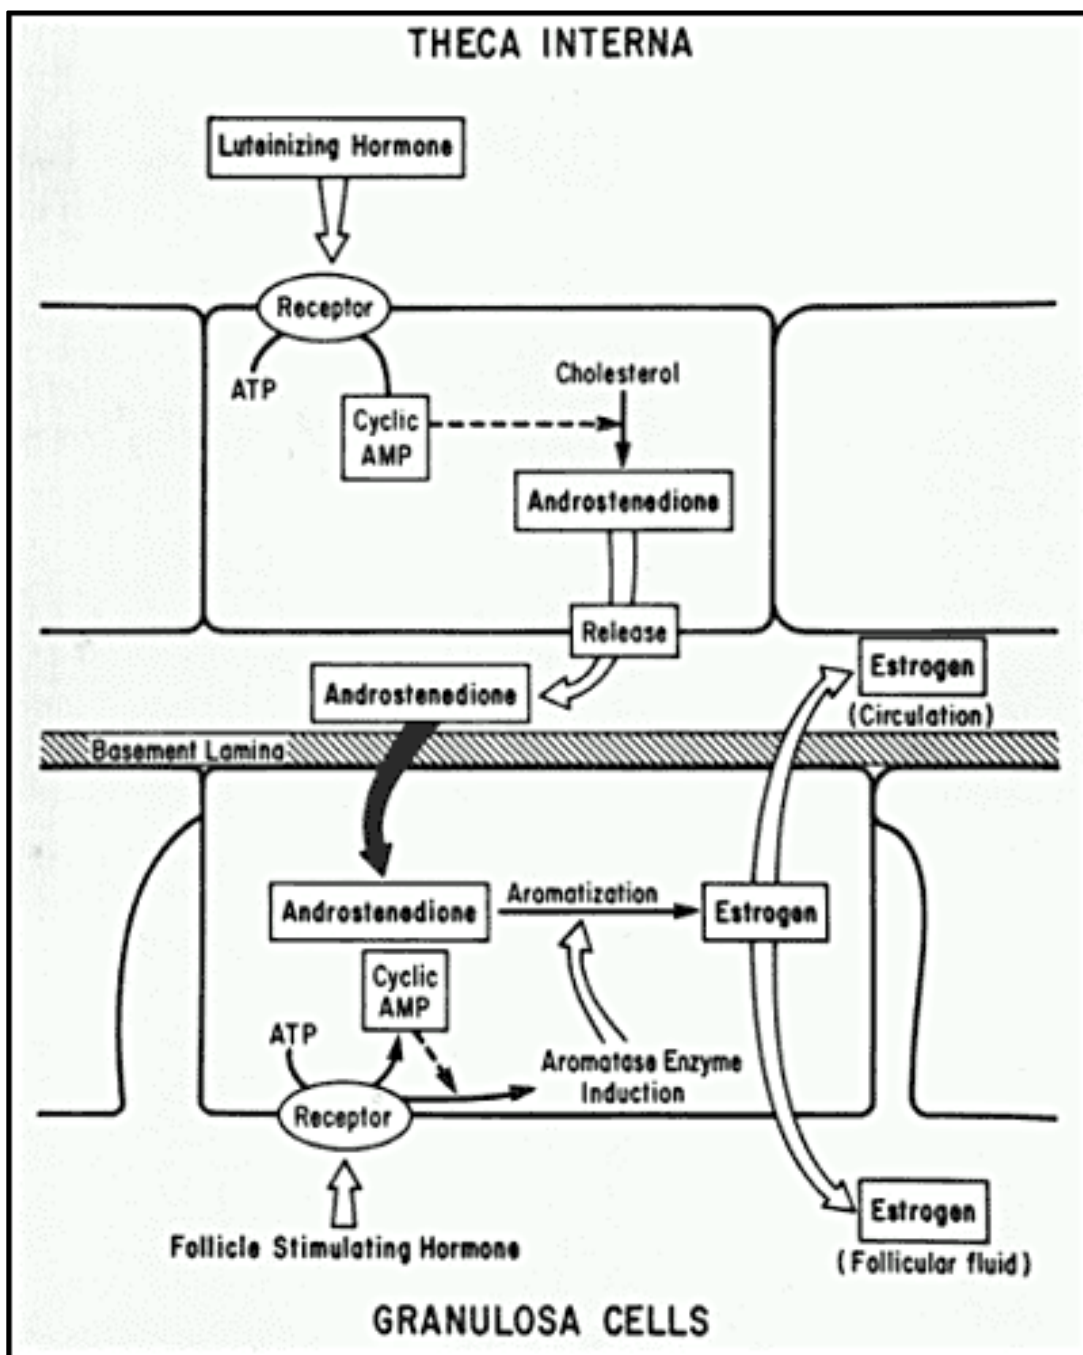 THECA INTERNA
Luteinizing Hormone
Receptor
ATP
Cyclic
AMP
Cholesterol
Androstenedione
Release
Androstenedione
Estrogen
(Circulation)
Basement Lamina
Androstenedione
Aromatization
Estrogen
Cyclic
AMP
ATP
Aromatase Enzyme
Induction
Receptor
Follicle Stimulating Hormone
Estrogen
(Follicular fluid)
GRANULOSA CELLS